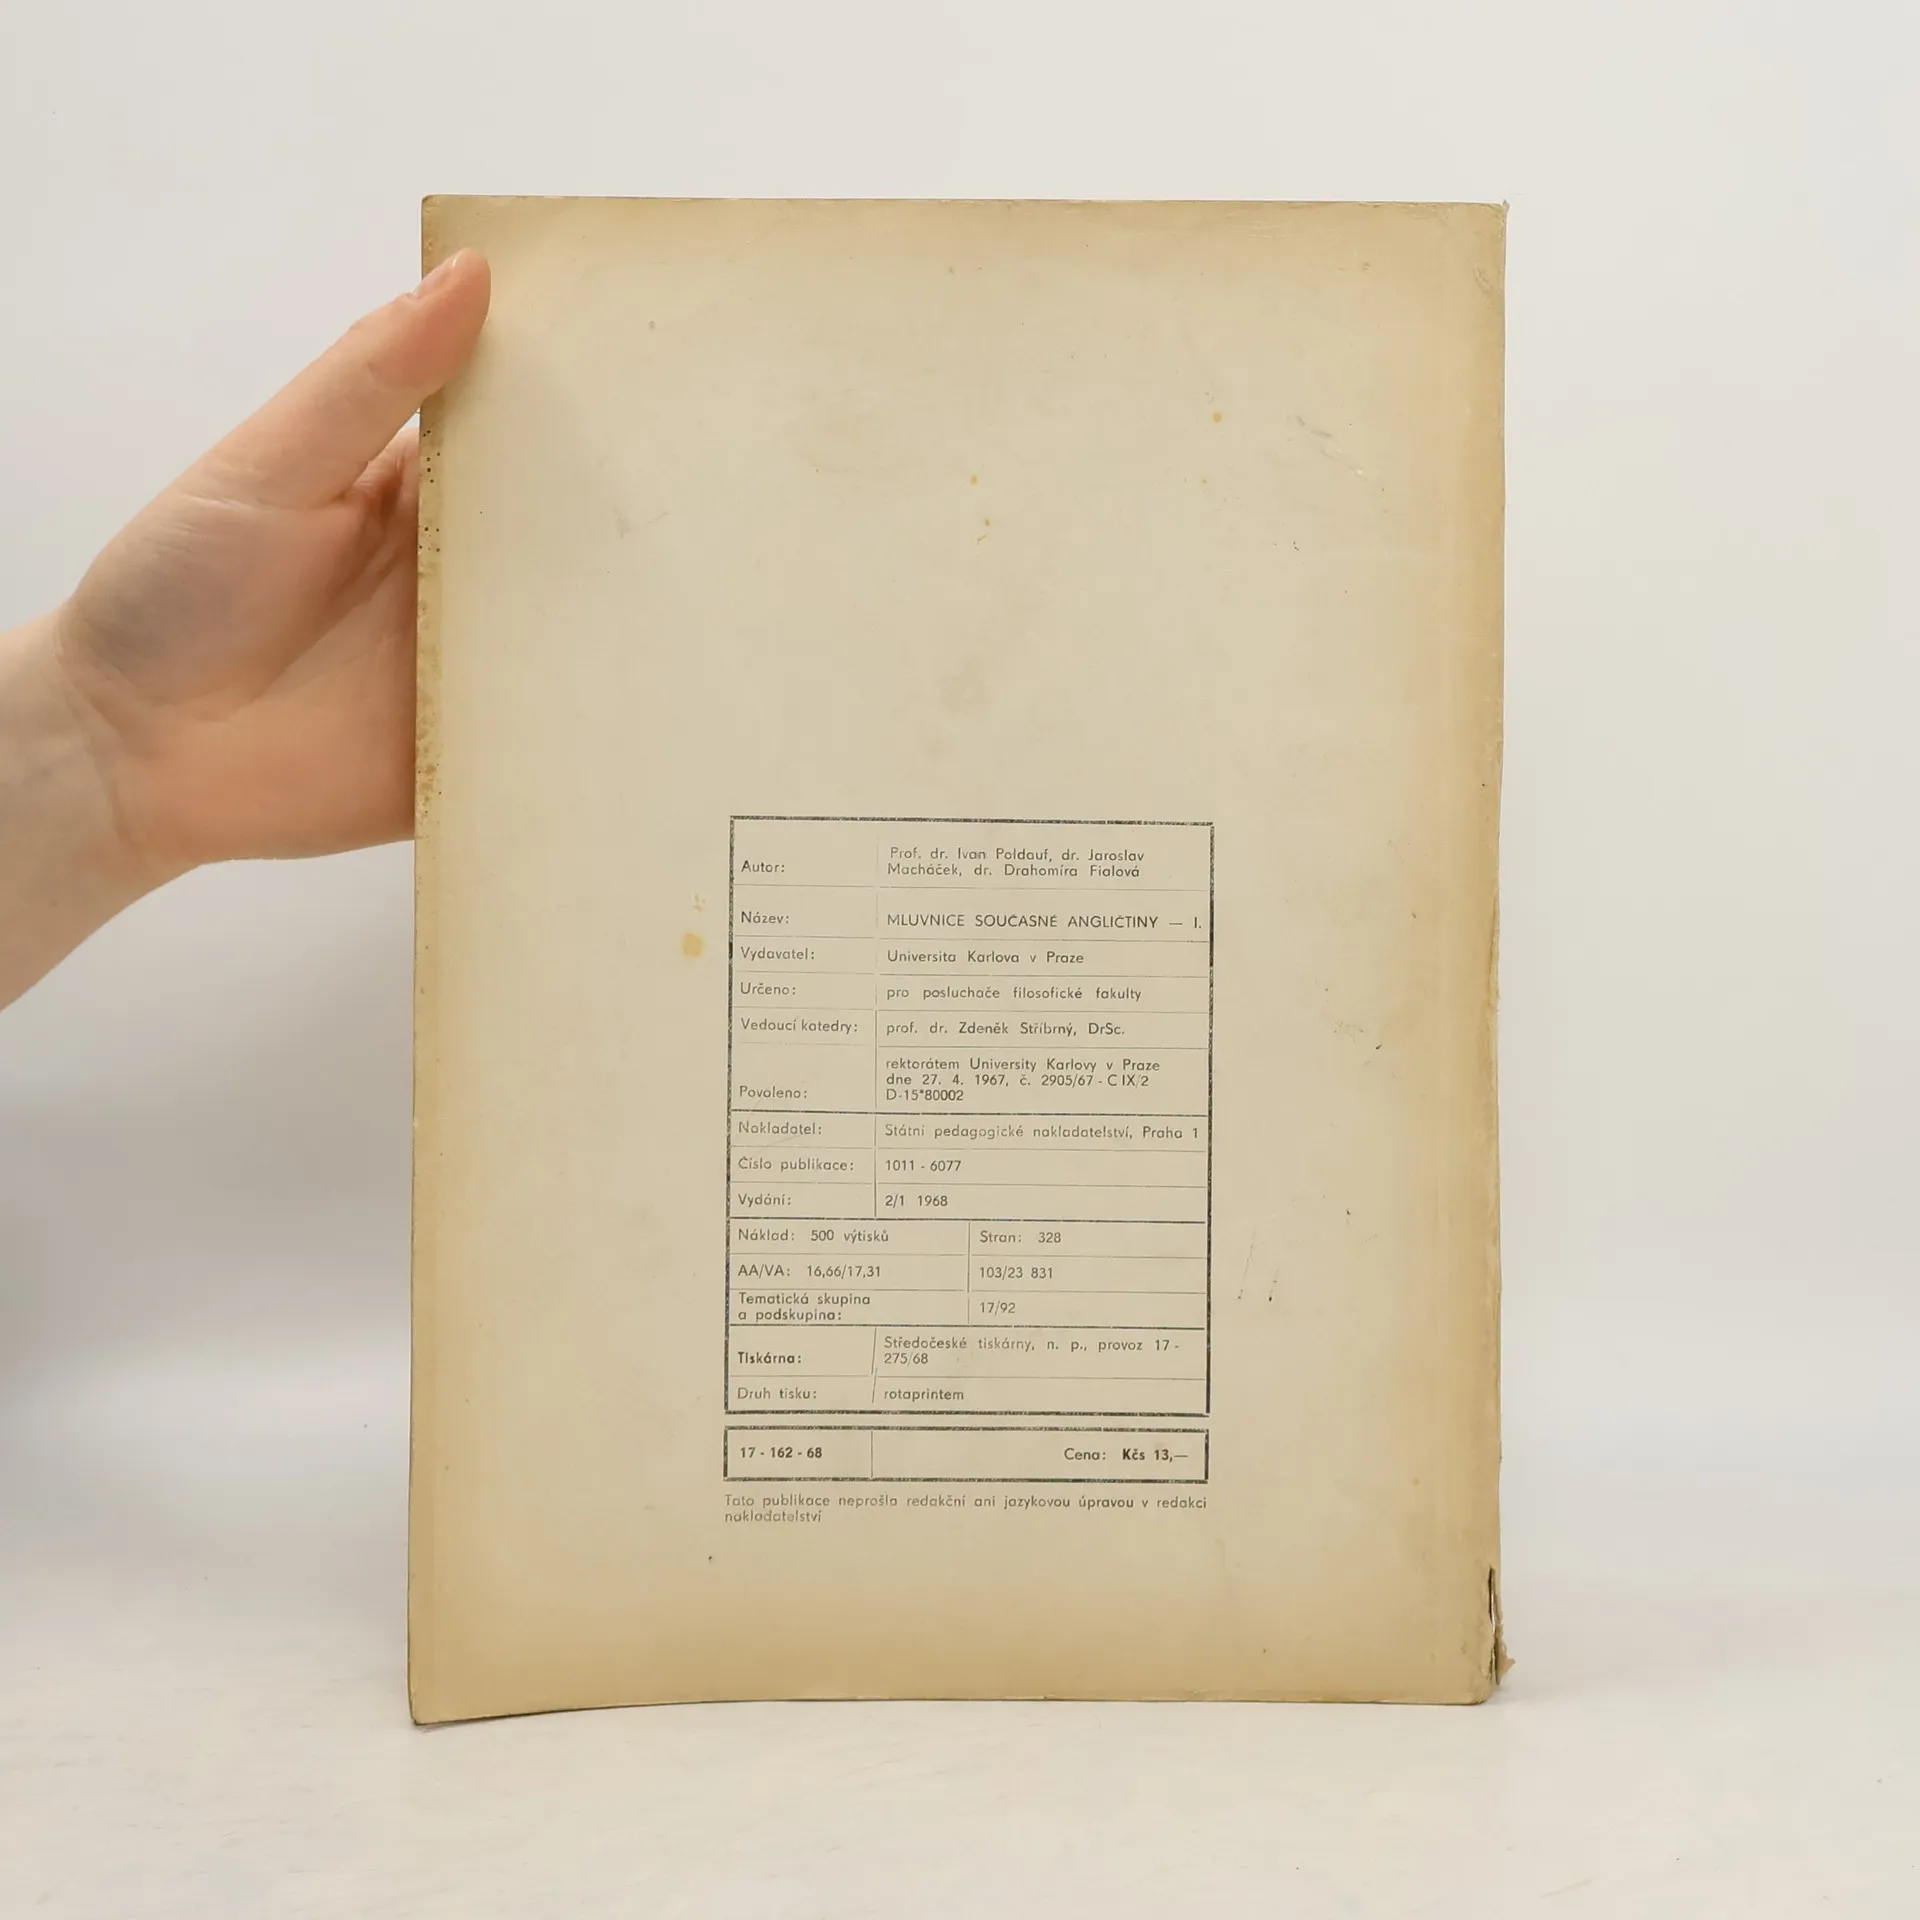 Autor: Prof. dr. Ivan Poldauf, dr. Jaroslav
Macháček, dr. Drahomíra Fialová
Název: MLUVNICE SOUČASNÉ ANGLIČTINY — I.
Vydavatel: Universita Karlova v Praze
Určeno: pro posluchače filosofické fakulty
Vedoucí katedry: prof. dr. Zdeněk Stříbrný, DrSc.
Povoleno: rektorátem University Karlovy v Praze
dne 27. 4. 1967, č. 2905/67 - C IX/2
D-15*80002
Nakladatel: Státní pedagogické nakladatelství, Praha 1
Číslo publikace: 1011 - 6077
Vydání: 2/1 1968
Náklad: 500 výtisků Stran: 328
AA/VA: 16,66/17,31 103/23 831
Tematická skupina
a podskupina: 17/92
Tiskárna: Středočeské tiskárny, n. p., provoz 17 -
275/68
Druh tisku: rotaprintem
17 - 162 - 68 Cena: Kčs 13,—
Tato publikace neprošla redakční ani jazykovou úpravou v redakci
nakladatelství